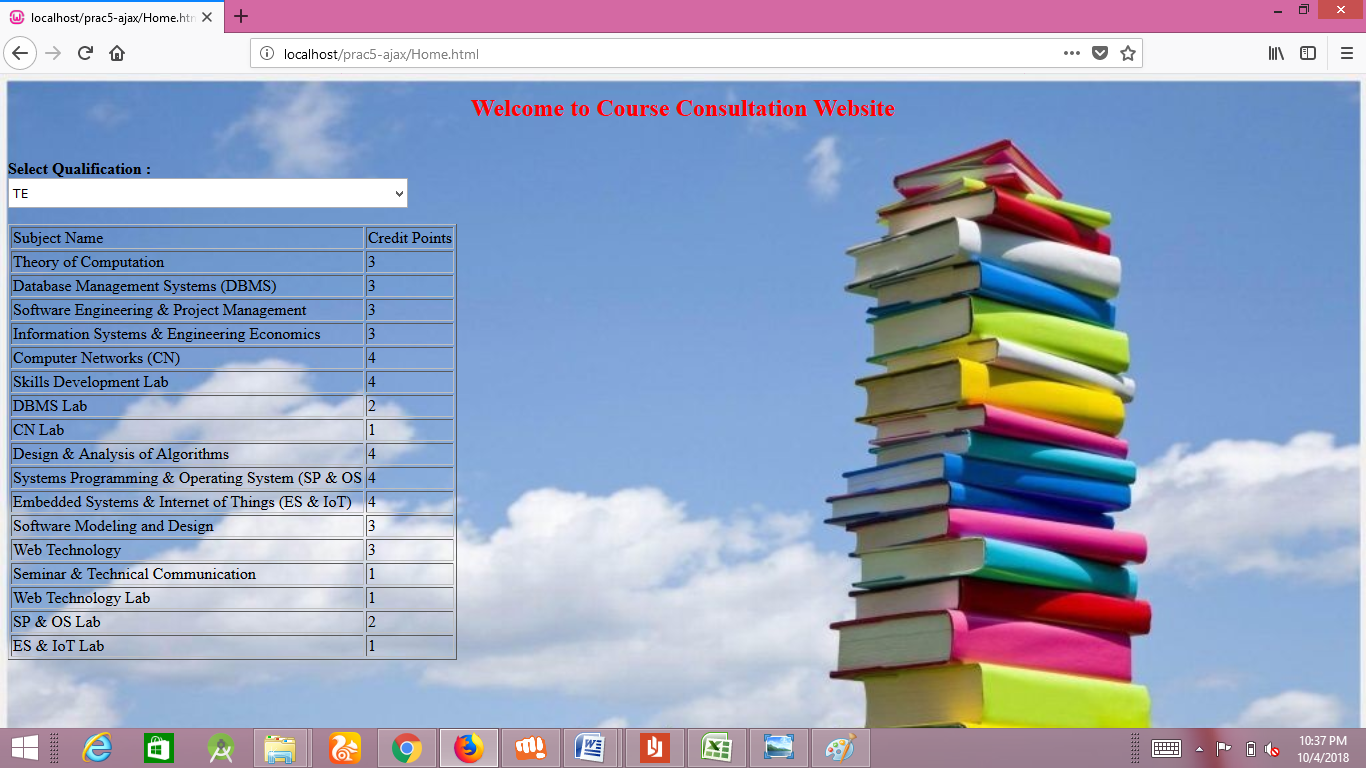 localhost/prac5-ajax/Home.htm
localhost/prac5-ajax/Home.html
Welcome to Course Consultation Website
Select Qualification :
TE
Subject Name Credit Points
Theory of Computation 3
Database Management Systems (DBMS) 3
Software Engineering & Project Management 3
Information Systems & Engineering Economics 3
Computer Networks (CN) 4
Skills Development Lab 4
DBMS Lab 2
CN Lab 1
Design & Analysis of Algorithms 4
Systems Programming & Operating System (SP & OS 4
Embedded Systems & Internet of Things (ES & IoT) 4
Software Modeling and Design 3
Web Technology 3
Seminar & Technical Communication 1
Web Technology Lab 1
SP & OS Lab 2
ES & IoT Lab 1
10:37 PM
10/4/2018